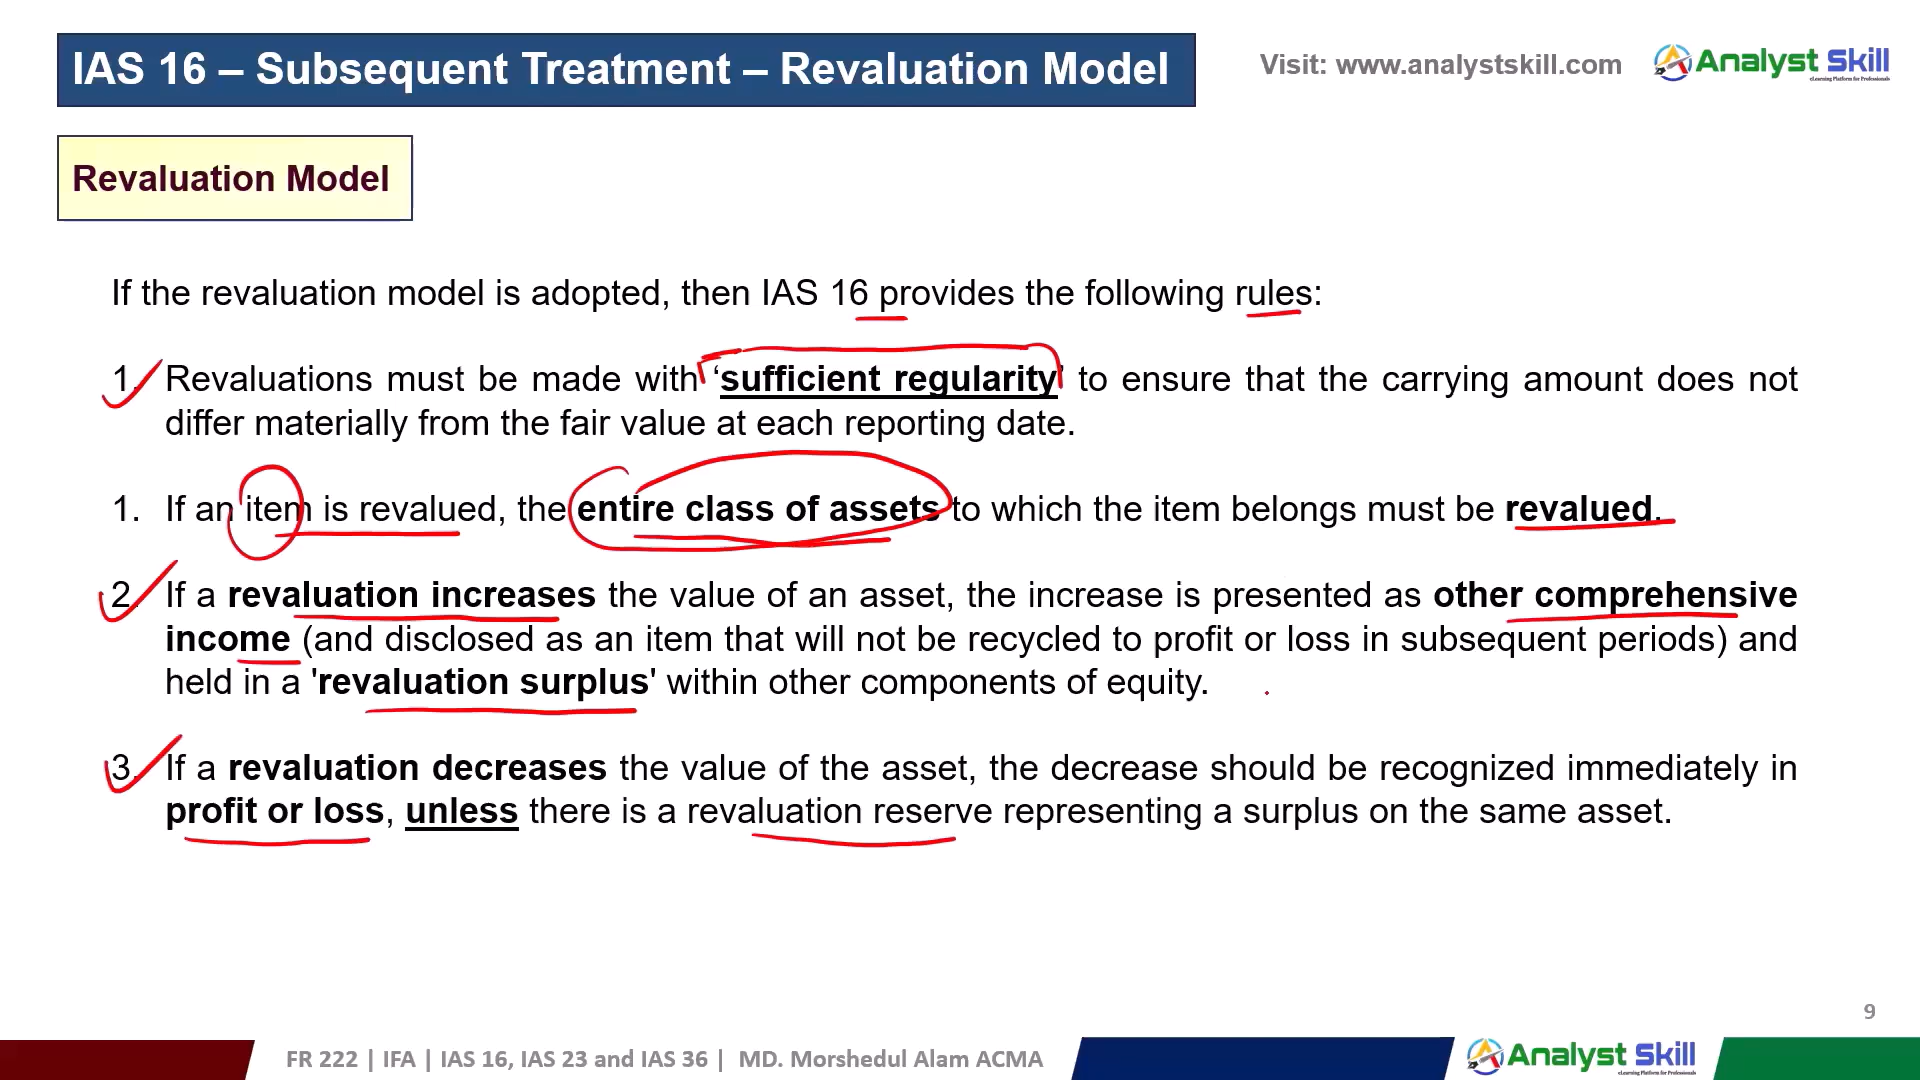 IAS 16 – Subsequent Treatment – Revaluation Model
Visit: www.analystskill.com
Analyst Skill
eLearning Platform for Professionals
Revaluation Model
If the revaluation model is adopted, then IAS 16 provides the following rules:
1. Revaluations must be made with ‘sufficient regularity’ to ensure that the carrying amount does not
differ materially from the fair value at each reporting date.
1. If an item is revalued, the entire class of assets to which the item belongs must be revalued.
2. If a revaluation increases the value of an asset, the increase is presented as other comprehensive
income (and disclosed as an item that will not be recycled to profit or loss in subsequent periods) and
held in a 'revaluation surplus' within other components of equity.
3. If a revaluation decreases the value of the asset, the decrease should be recognized immediately in
profit or loss, unless there is a revaluation reserve representing a surplus on the same asset.
9
FR 222 | IFA | IAS 16, IAS 23 and IAS 36 | MD. Morshedul Alam ACMA
Analyst Skill
eLearning Platform for Professionals